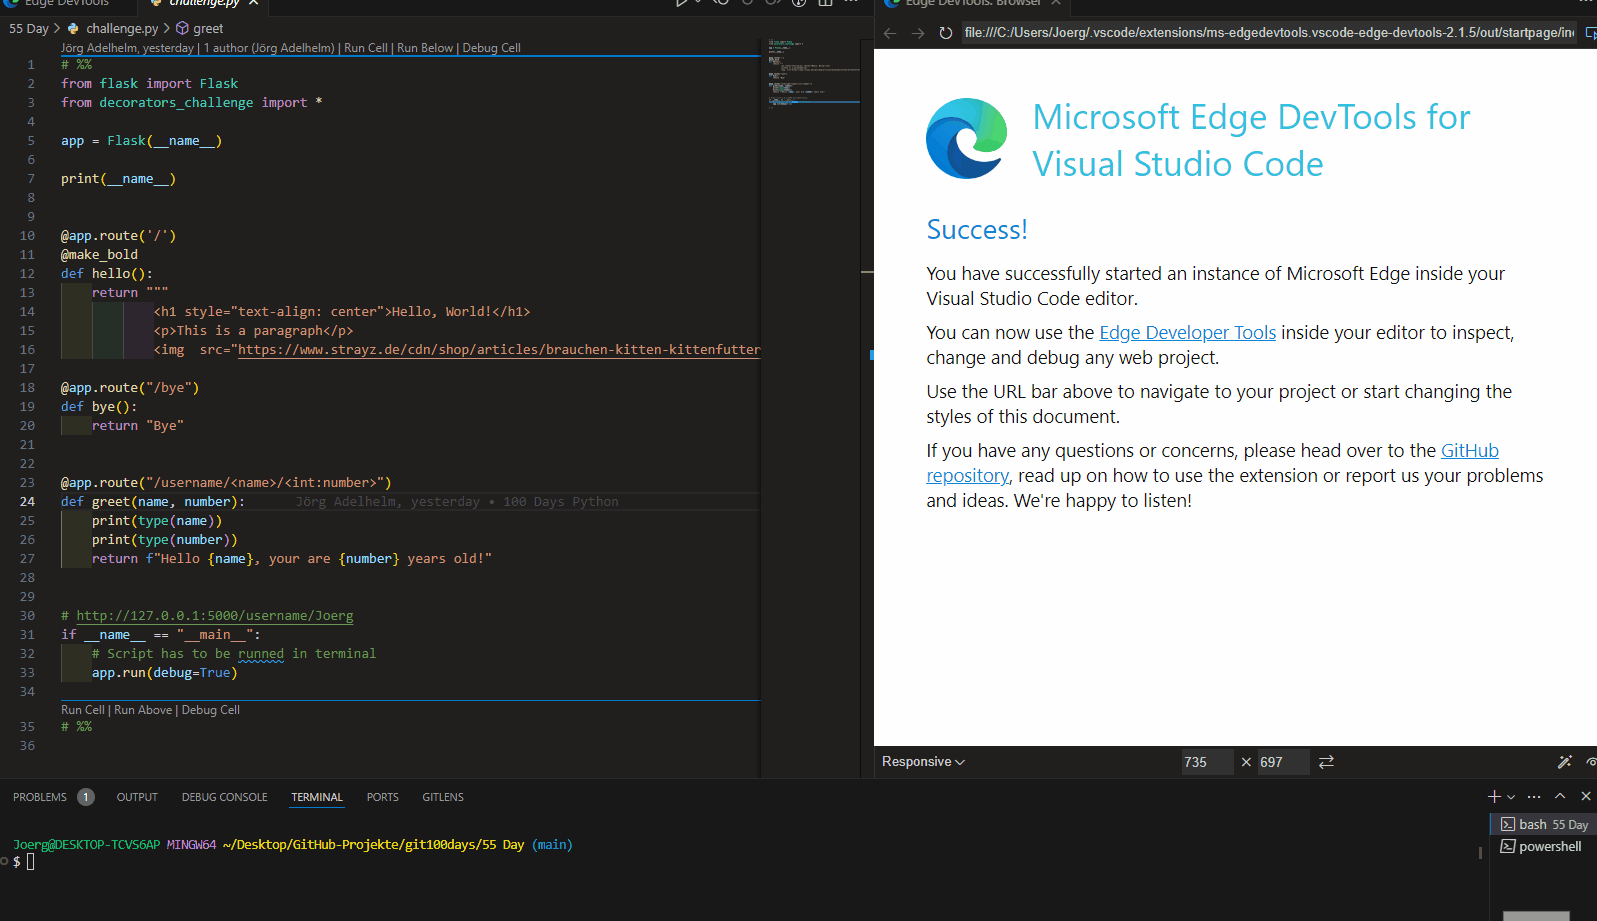 Edge DevTools
challenge.py
Edge DevTools: Browser
55 Day > challenge.py > greet
file:///C:/Users/Joerg/.vscode/extensions/ms-edgedevtools.vscode-edge-devtools-2.1.5/out/startpage/in
Jörg Adelhelm, yesterday | 1 author (Jörg Adelhelm) | Run Cell | Run Below | Debug Cell
1 # %%
2 from flask import Flask
3 from decorators_challenge import *
4
5 app = Flask(__name__)
6
7 print(__name__)
8
9
10 @app.route('/')
11 @make_bold
12 def hello():
13 return """
14 <h1 style="text-align: center">Hello, World!</h1>
15 <p>This is a paragraph</p>
16 <img  src="https://www.strayz.de/cdn/shop/articles/brauchen-kitten-kittenfutter
17
18 @app.route("/bye")
19 def bye():
20 return "Bye"
21
22
23 @app.route("/username/<name>/<int:number>")
24 def greet(name, number): Jörg Adelhelm, yesterday • 100 Days Python
25 print(type(name))
26 print(type(number))
27 return f"Hello {name}, your are {number} years old!"
28
29
30 # http://127.0.0.1:5000/username/Joerg
31 if __name__ == "__main__":
32 # Script has to be runned in terminal
33 app.run(debug=True)
34
Run Cell | Run Above | Debug Cell
35 # %%
36
Microsoft Edge DevTools for
Visual Studio Code
Success!
You have successfully started an instance of Microsoft Edge inside your
Visual Studio Code editor.
You can now use the Edge Developer Tools inside your editor to inspect,
change and debug any web project.
Use the URL bar above to navigate to your project or start changing the
styles of this document.
If you have any questions or concerns, please head over to the GitHub
repository, read up on how to use the extension or report us your problems
and ideas. We're happy to listen!
Responsive 735 × 697
PROBLEMS 1 OUTPUT DEBUG CONSOLE TERMINAL PORTS GITLENS
Joerg@DESKTOP-TCVS6AP MINGW64 ~/Desktop/GitHub-Projekte/git100days/55 Day (main)
$
bash 55 Day
powershell